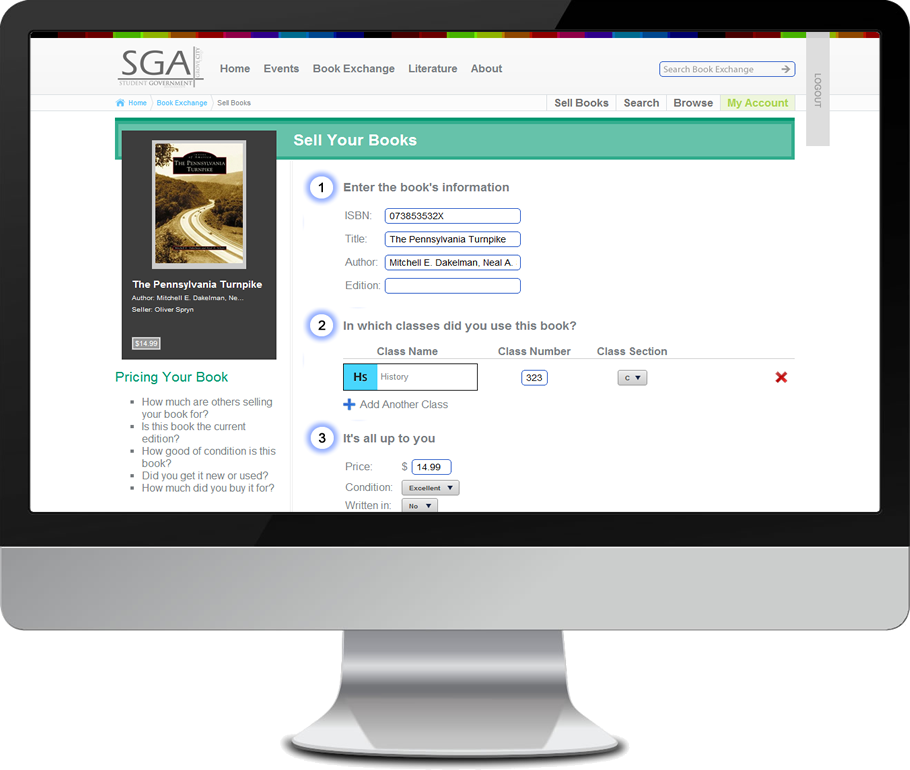 SGA
STUDENT GOVERNMENT
Home Events Book Exchange Literature About
Search Book Exchange
LOGOUT
Home Book Exchange Sell Books
Sell Books Search Browse My Account
Sell Your Books
THE PENNSYLVANIA
TURNPIKE
The Pennsylvania Turnpike
Author: Mitchell E. Dakelman, Ne...
Seller: Oliver Spryn
$14.99
Pricing Your Book
How much are others selling
your book for?
Is this book the current
edition?
How good of condition is this
book?
Did you get it new or used?
How much did you buy it for?
1 Enter the book's information
ISBN: 073853532X
Title: The Pennsylvania Turnpike
Author: Mitchell E. Dakelman, Neal A.
Edition:
2 In which classes did you use this book?
Class Name Class Number Class Section
Hs History 323 C
Add Another Class
3 It's all up to you
Price: $ 14.99
Condition: Excellent
Written in: No